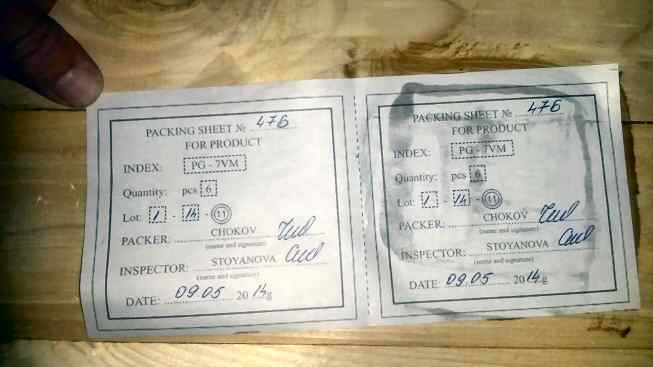 PACKING SHEET № 476
FOR PRODUCT
INDEX: PG - 7VM
Quantity: pcs 6
Lot: 1 - 14 - 11
PACKER: CHOKOV
(name and signature)
INSPECTOR: STOYANOVA
(name and signature)
DATE: 09.05 2014g
PACKING SHEET № 476
FOR PRODUCT
INDEX: PG - 7VM
Quantity: pcs 6
Lot: 1 - 14 - 11
PACKER: CHOKOV
(name and signature)
INSPECTOR: STOYANOVA
(name and signature)
DATE: 09.05 2014g